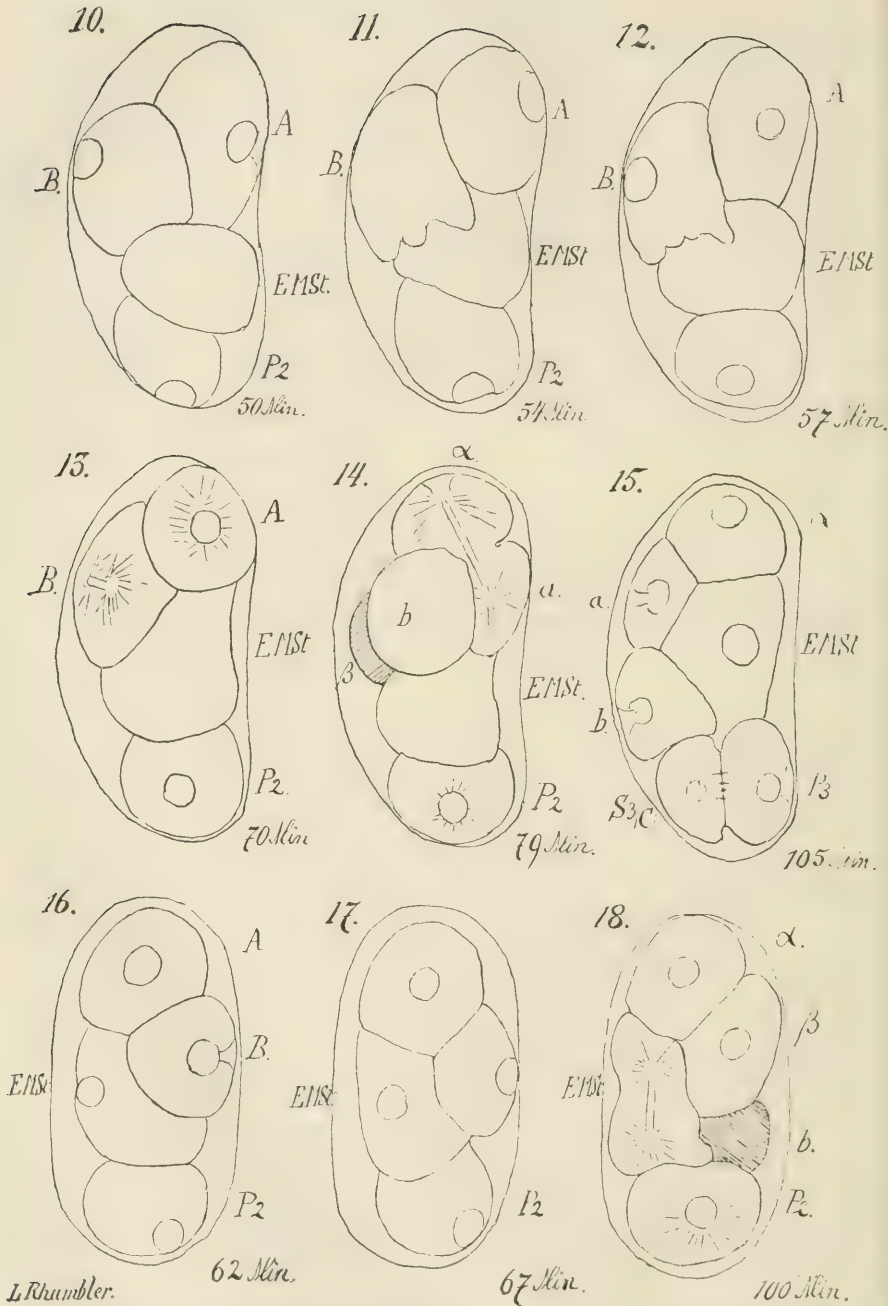 10.
A
B.
EMSt.
P2
50 Min.
11.
A
B.
EMSt
P2
54 Min
12.
A
B.
EMSt
57 Min.
13.
A
B.
EMSt
P2.
70 Min
14.
α
a.
b
β
EMSt.
P2
79 Min.
15.
a.
EMSt
b.
S3,C
P3
105 Min.
16.
A
B.
EMSt
P2
62 Min.
17.
EMSt
P2
67 Min.
18.
α.
β
EMSt
b.
P2.
100 Min.
L Rhumbler.